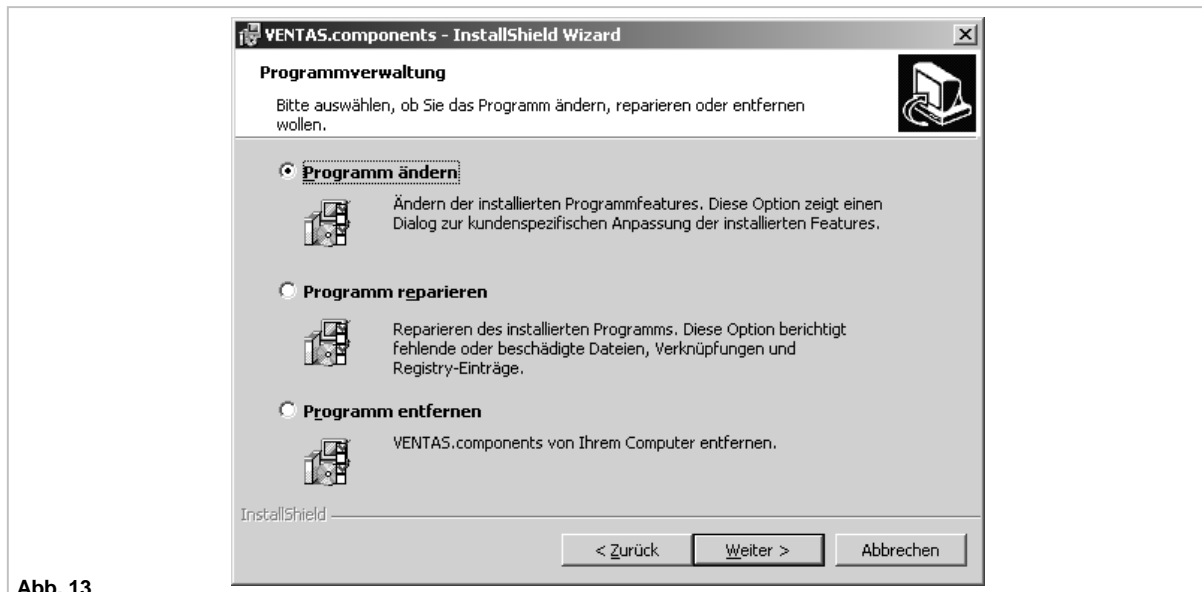 VENTAS.components - InstallShield Wizard
Programmverwaltung
Bitte auswählen, ob Sie das Programm ändern, reparieren oder entfernen
wollen.
Programm ändern
Ändern der installierten Programmfeatures. Diese Option zeigt einen
Dialog zur kundenspezifischen Anpassung der installierten Features.
Programm reparieren
Reparieren des installierten Programms. Diese Option berichtigt
fehlende oder beschädigte Dateien, Verknüpfungen und
Registry-Einträge.
Programm entfernen
VENTAS.components von Ihrem Computer entfernen.
InstallShield
< Zurück
Weiter >
Abbrechen
Abb. 13